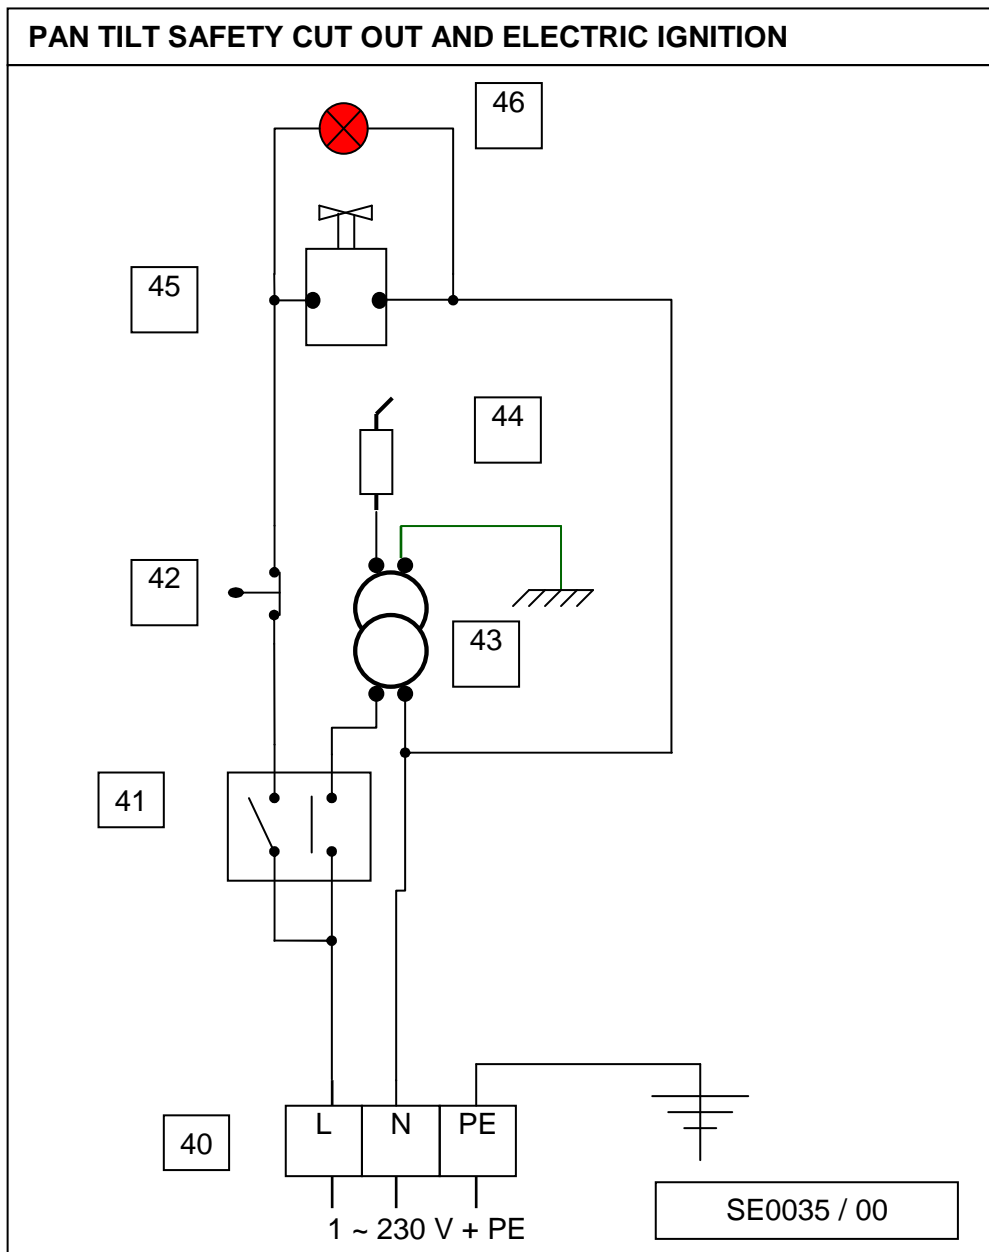 PAN TILT SAFETY CUT OUT AND ELECTRIC IGNITION
46
45
44
42
43
41
40
L N PE
1 ~ 230 V + PE
SE0035 / 00